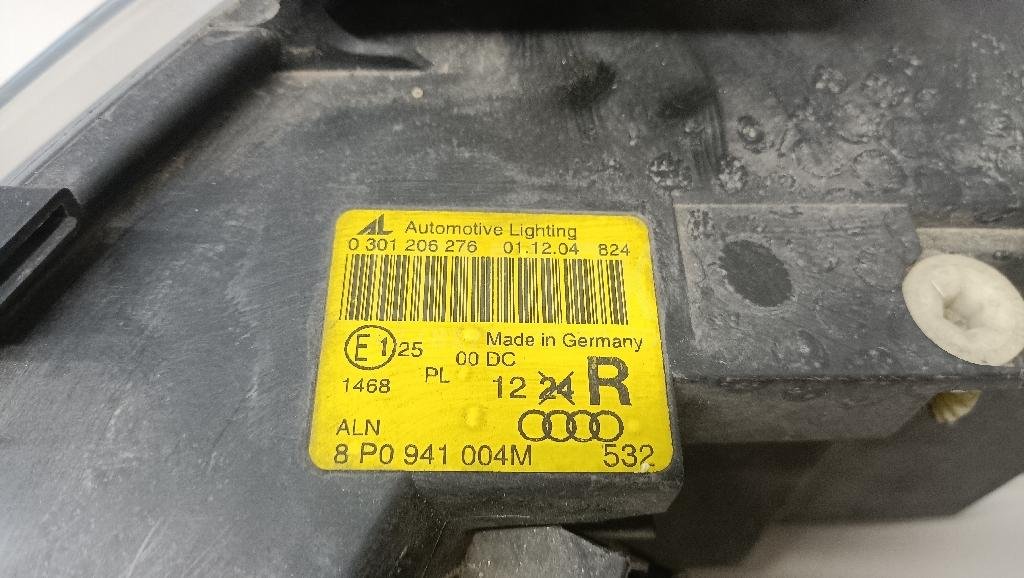 AL Automotive Lighting
0 301 206 276 01.12.04 824
Made in Germany
E1 25 00 DC
1468 PL 12 24 R
ALN
8 P0 941 004M 532